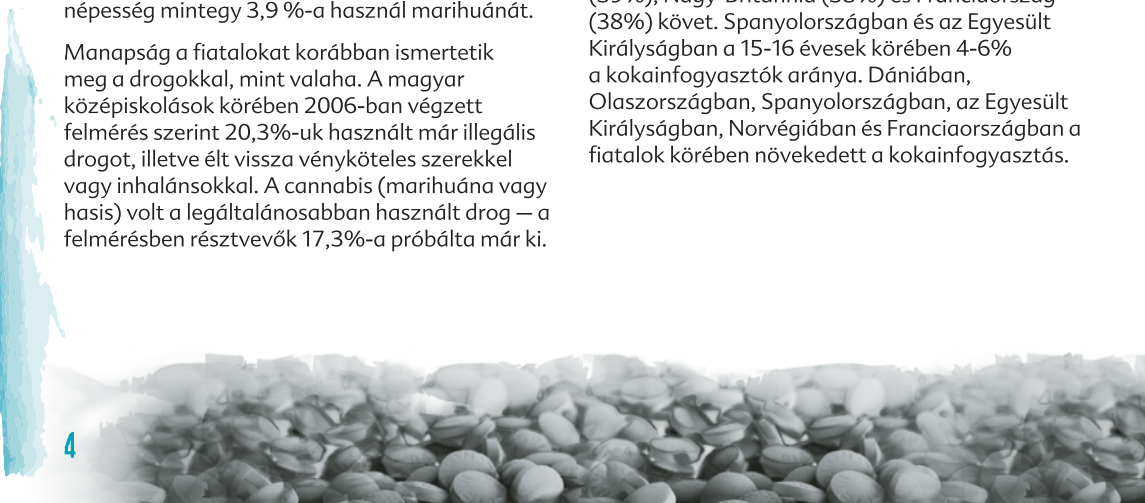 népesség mintegy 3,9 %-a használ marihuánát.
Manapság a fiatalokat korábban ismertetik
meg a drogokkal, mint valaha. A magyar
középiskolások körében 2006-ban végzett
felmérés szerint 20,3%-uk használt már illegális
drogot, illetve élt vissza vényköteles szerekkel
vagy inhalánsokkal. A cannabis (marihuána vagy
hasis) volt a legáltalánosabban használt drog — a
felmérésben résztvevők 17,3%-a próbálta már ki.
(38%) követ. Spanyolországban és az Egyesült
Királyságban a 15-16 évesek körében 4-6%
a kokainfogyasztók aránya. Dániában,
Olaszországban, Spanyolországban, az Egyesült
Királyságban, Norvégiában és Franciaországban a
fiatalok körében növekedett a kokainfogyasztás.
4